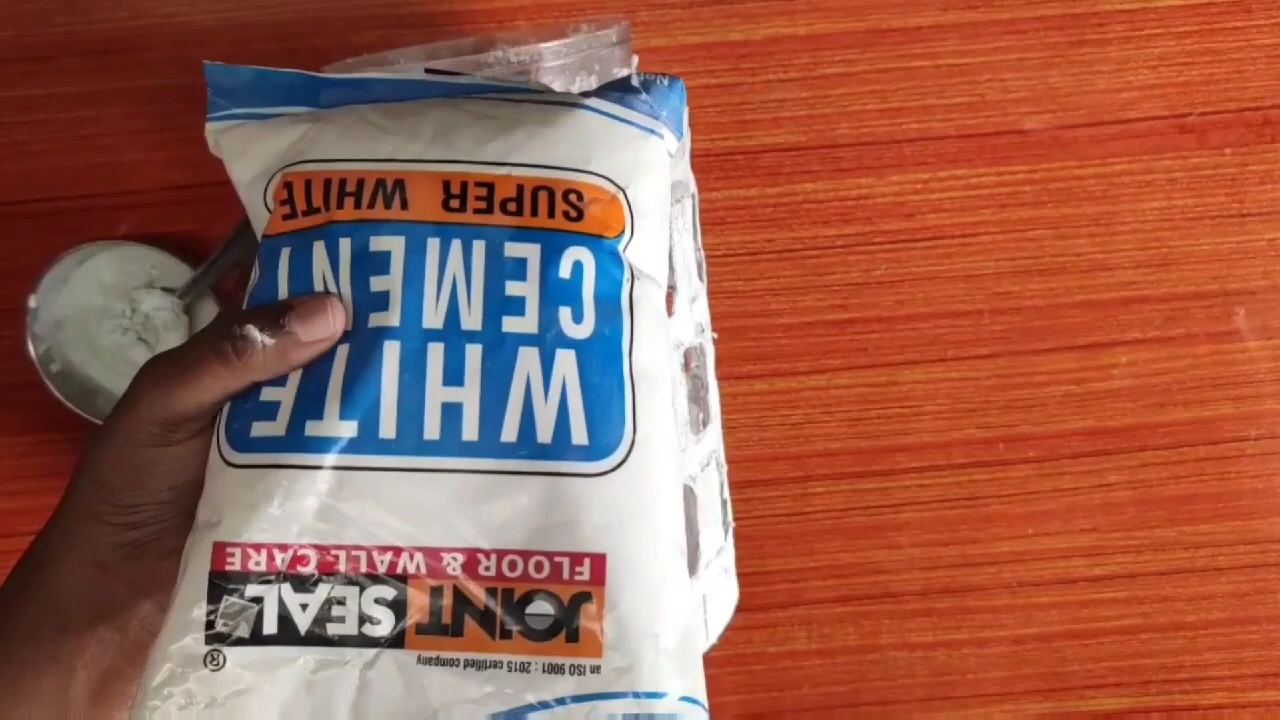 an ISO 9001 : 2015 certified company
JOINT SEAL ®
FLOOR & WALL CARE
WHITE
CEMENT
SUPER WHITE